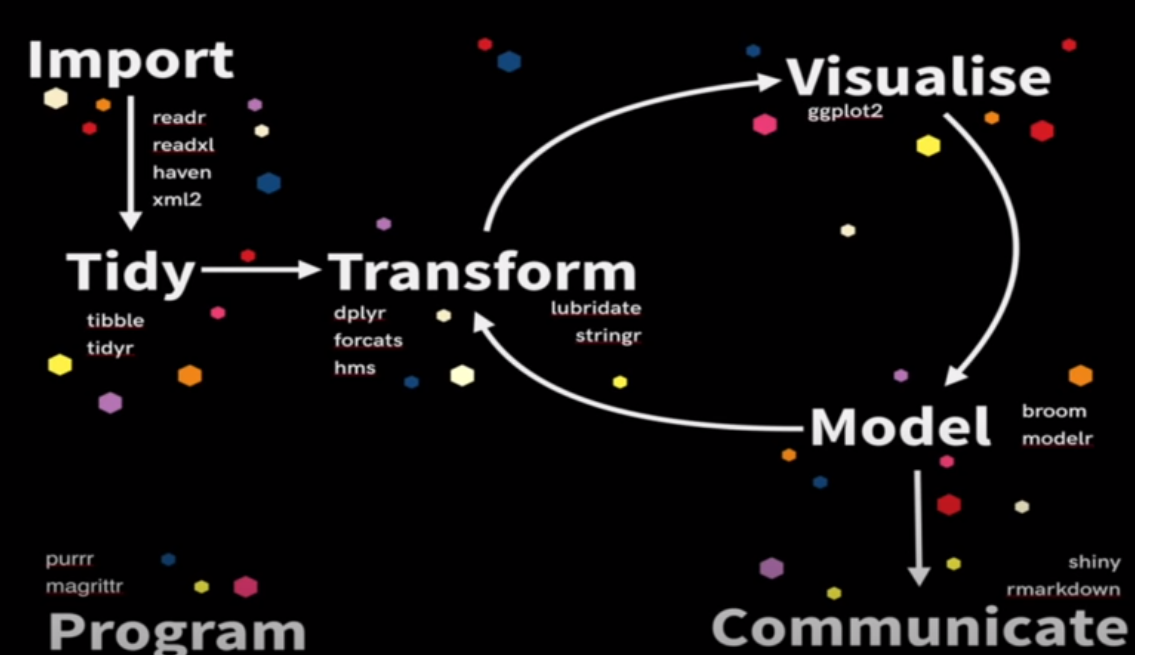 Import
readr
readxl
haven
xml2
Visualise
ggplot2
Tidy
tibble
tidyr
Transform
dplyr
forcats
hms
lubridate
stringr
Model
broom
modelr
purrr
magrittr
Program
shiny
rmarkdown
Communicate